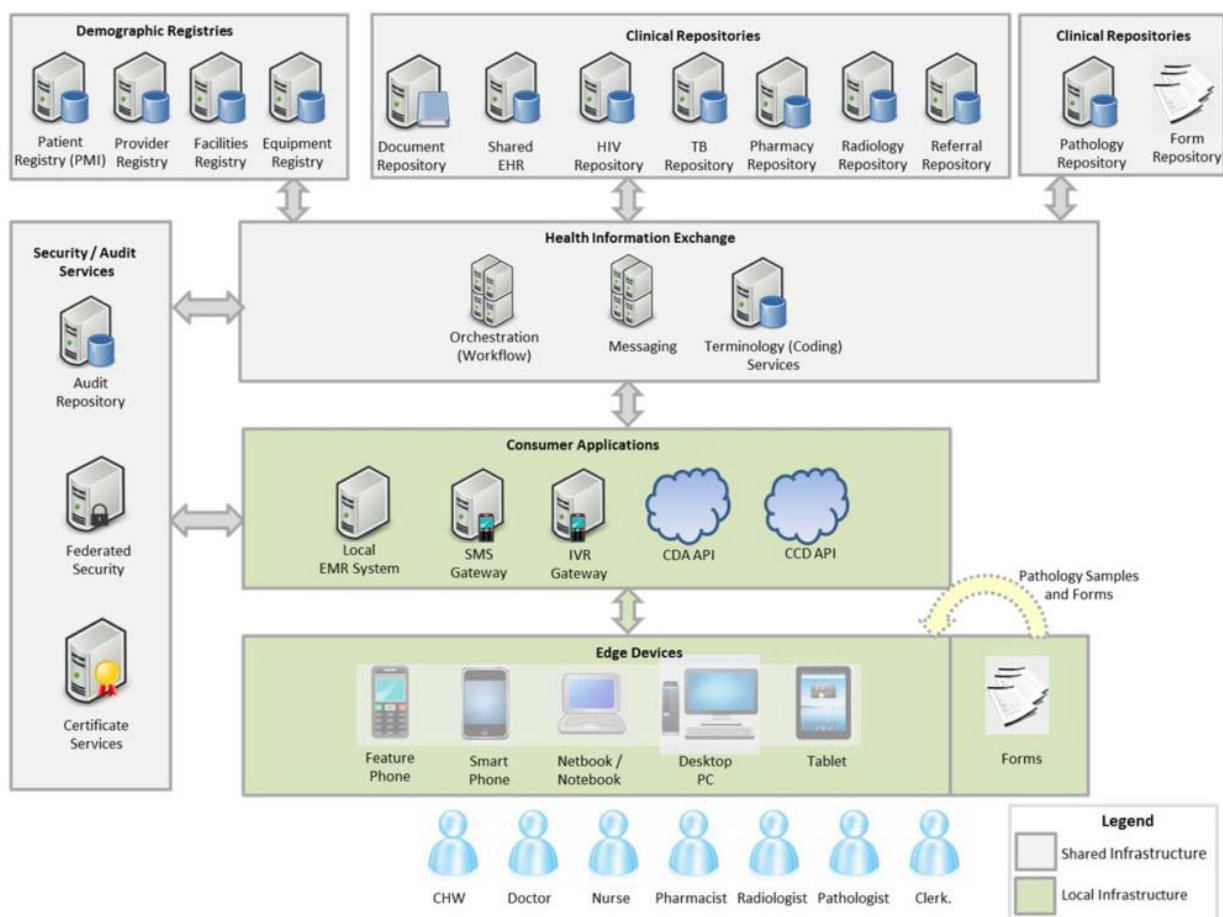 Demographic Registries
Patient
Registry (PMI)
Provider
Registry
Facilities
Registry
Equipment
Registry
Clinical Repositories
Document
Repository
Shared
EHR
HIV
Repository
TB
Repository
Pharmacy
Repository
Radiology
Repository
Referral
Repository
Clinical Repositories
Pathology
Repository
Form
Repository
Security / Audit
Services
Audit
Repository
Federated
Security
Certificate
Services
Health Information Exchange
Orchestration
(Workflow)
Messaging
Terminology (Coding)
Services
Consumer Applications
Local
EMR System
SMS
Gateway
IVR
Gateway
CDA API
CCD API
Pathology Samples
and Forms
Edge Devices
Feature
Phone
Smart
Phone
Netbook /
Notebook
Desktop
PC
Tablet
Forms
CHW
Doctor
Nurse
Pharmacist
Radiologist
Pathologist
Clerk.
Legend
Shared Infrastructure
Local Infrastructure